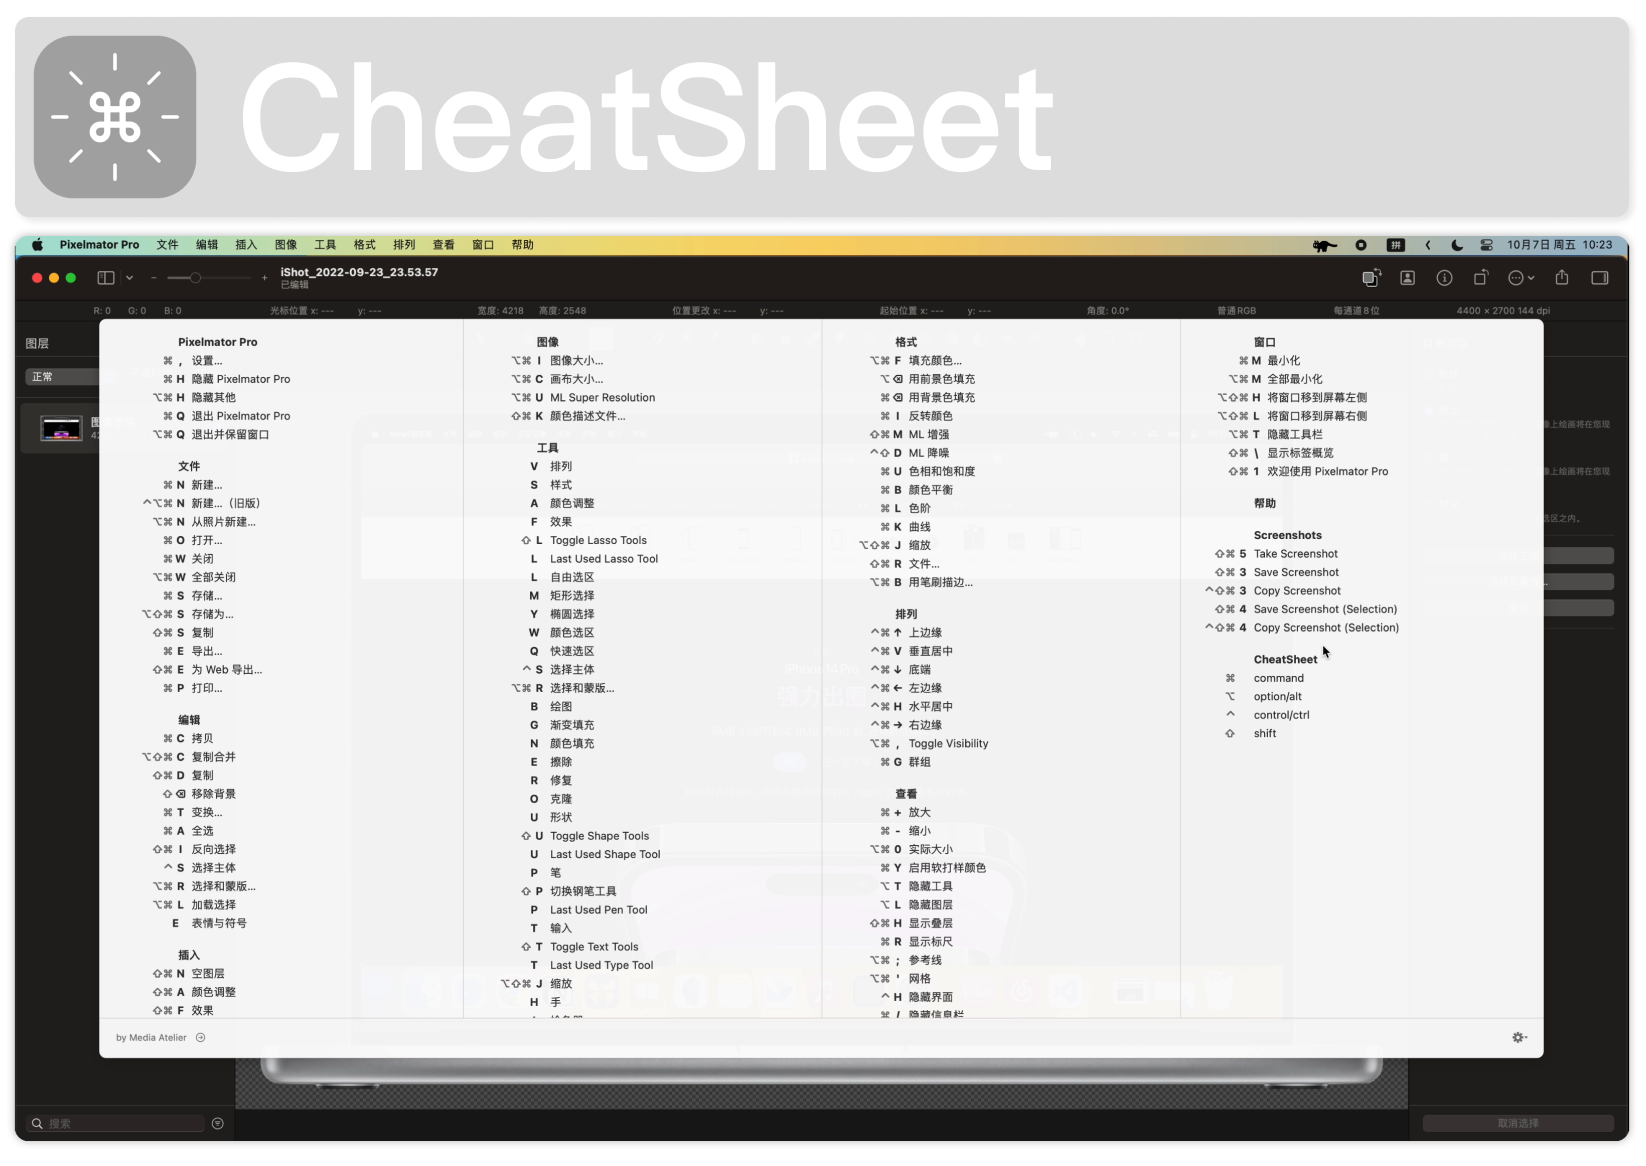 CheatSheet
Pixelmator Pro 文件 编辑 插入 图像 工具 格式 排列 查看 窗口 帮助
拼 10月7日 周五 10:23
iShot_2022-09-23_23.53.57
已编辑
R: 0 G: 0 B: 0 光标位置 x: --- y: --- 宽度: 4218 高度: 2548 位置更改 x: --- y: --- 起始位置 x: --- y: --- 角度: 0.0° 普通RGB 每通道 8 位 4400 × 2700 144 dpi
图层
正常
Pixelmator Pro
⌘ , 设置...
⌘ H 隐藏 Pixelmator Pro
⌥⌘ H 隐藏其他
⌘ Q 退出 Pixelmator Pro
⌥⌘ Q 退出并保留窗口
文件
⌘ N 新建...
^⌥⌘ N 新建...（旧版）
⌥⌘ N 从照片新建...
⌘ O 打开...
⌘ W 关闭
⌥⌘ W 全部关闭
⌘ S 存储...
⌥⇧⌘ S 存储为...
⇧⌘ S 复制
⌘ E 导出...
⇧⌘ E 为 Web 导出...
⌘ P 打印...
编辑
⌘ C 拷贝
⌥⇧⌘ C 复制合并
⇧⌘ D 复制
⇧ ⌫ 移除背景
⌘ T 变换...
⌘ A 全选
⇧⌘ I 反向选择
^ S 选择主体
⌥⌘ R 选择和蒙版...
⌥⌘ L 加载选择
E 表情与符号
插入
⇧⌘ N 空图层
⇧⌘ A 颜色调整
⇧⌘ F 效果
图像
⌥⌘ I 图像大小...
⌥⌘ C 画布大小...
⌥⌘ U ML Super Resolution
⇧⌘ K 颜色描述文件...
工具
V 排列
S 样式
A 颜色调整
F 效果
⇧ L Toggle Lasso Tools
L Last Used Lasso Tool
L 自由选区
M 矩形选择
Y 椭圆选择
W 颜色选区
Q 快速选区
^ S 选择主体
⌥⌘ R 选择和蒙版...
B 绘图
G 渐变填充
N 颜色填充
E 擦除
R 修复
O 克隆
U 形状
⇧ U Toggle Shape Tools
U Last Used Shape Tool
P 笔
⇧ P 切换钢笔工具
P Last Used Pen Tool
T 输入
⇧ T Toggle Text Tools
T Last Used Type Tool
⌥⇧⌘ J 缩放
H 手
格式
⌥⌘ F 填充颜色...
⌥ ⌫ 用前景色填充
⌘ ⌫ 用背景色填充
⌘ I 反转颜色
⇧⌘ M ML 增强
^⇧ D ML 降噪
⌘ U 色相和饱和度
⌘ B 颜色平衡
⌘ L 色阶
⌘ K 曲线
⌥⇧⌘ J 缩放
⇧⌘ R 文件...
⌥⌘ B 用笔刷描边...
排列
^⌘ ↑ 上边缘
^⌘ V 垂直居中
^⌘ ↓ 底端
^⌘ ← 左边缘
^⌘ H 水平居中
^⌘ → 右边缘
⌥⌘ , Toggle Visibility
⌘ G 群组
查看
⌘ + 放大
⌘ - 缩小
⌥⌘ 0 实际大小
⌘ Y 启用软打样颜色
⌥ T 隐藏工具
⌥ L 隐藏图层
⇧⌘ H 显示叠层
⌘ R 显示标尺
⌥⌘ ; 参考线
⌥⌘ ' 网格
^ H 隐藏界面
⌘ / 隐藏信息栏
窗口
⌘ M 最小化
⌥⌘ M 全部最小化
⌥⇧⌘ H 将窗口移到屏幕左侧
⌥⇧⌘ L 将窗口移到屏幕右侧
⌥⌘ T 隐藏工具栏
⇧⌘ \ 显示标签概览
⇧⌘ 1 欢迎使用 Pixelmator Pro
帮助
Screenshots
⇧⌘ 5 Take Screenshot
⇧⌘ 3 Save Screenshot
^⇧⌘ 3 Copy Screenshot
⇧⌘ 4 Save Screenshot (Selection)
^⇧⌘ 4 Copy Screenshot (Selection)
CheatSheet
⌘ command
⌥ option/alt
^ control/ctrl
⇧ shift
iPhone 14 Pro
强力出圈
by Media Atelier
搜索
取消选择